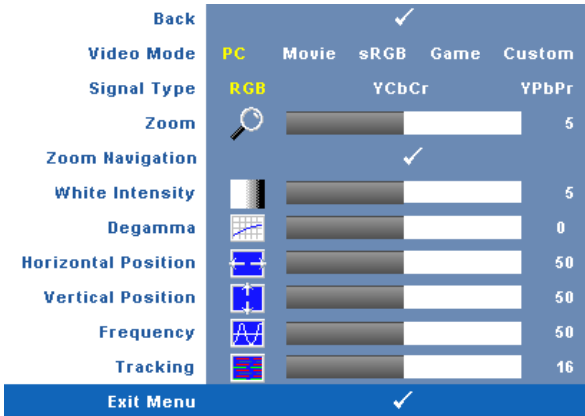 Back
Video Mode PC Movie sRGB Game Custom
Signal Type RGB YCbCr YPbPr
Zoom 5
Zoom Navigation
White Intensity 5
Degamma 0
Horizontal Position 50
Vertical Position 50
Frequency 50
Tracking 16
Exit Menu